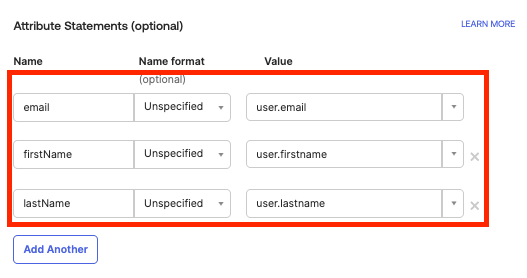 Attribute Statements (optional) LEARN MORE
Name Name format Value
(optional)
email Unspecified user.email
firstName Unspecified user.firstname
lastName Unspecified user.lastname
Add Another